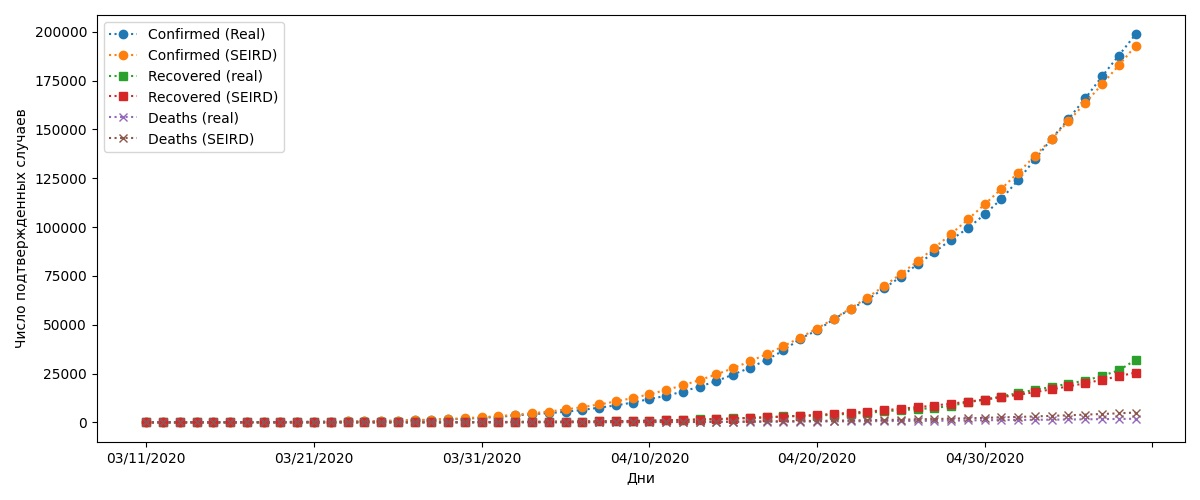 Confirmed (Real)
Confirmed (SEIRD)
Recovered (real)
Recovered (SEIRD)
Deaths (real)
Deaths (SEIRD)
Число подтвержденных случаев
200000
175000
150000
125000
100000
75000
50000
25000
0
03/11/2020 03/21/2020 03/31/2020 04/10/2020 04/20/2020 04/30/2020
Дни